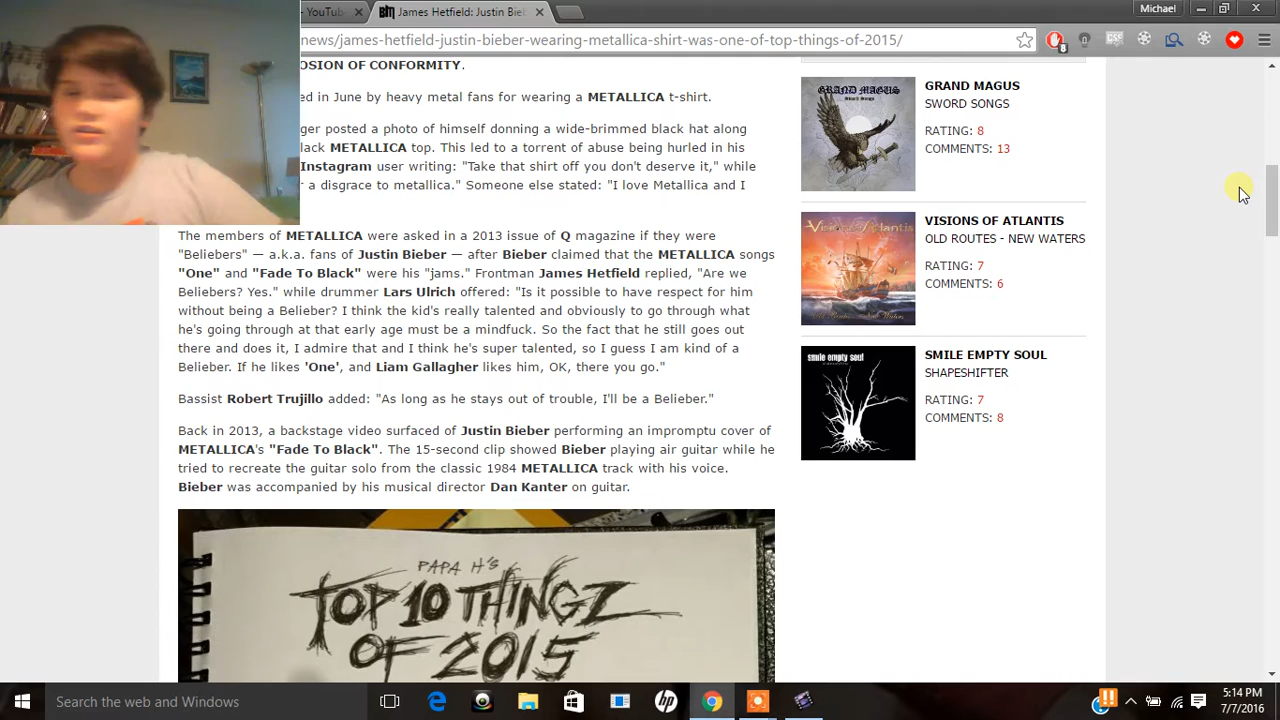 - YouTube
James Hetfield: Justin Bieb
Michael
news/james-hetfield-justin-bieber-wearing-metallica-shirt-was-one-of-top-things-of-2015/
8
OSION OF CONFORMITY.
ed in June by heavy metal fans for wearing a METALLICA t-shirt.
ger posted a photo of himself donning a wide-brimmed black hat along
lack METALLICA top. This led to a torrent of abuse being hurled in his
Instagram user writing: "Take that shirt off you don't deserve it," while
r a disgrace to metallica." Someone else stated: "I love Metallica and I
The members of METALLICA were asked in a 2013 issue of Q magazine if they were
"Beliebers" — a.k.a. fans of Justin Bieber — after Bieber claimed that the METALLICA songs
"One" and "Fade To Black" were his "jams." Frontman James Hetfield replied, "Are we
Beliebers? Yes." while drummer Lars Ulrich offered: "Is it possible to have respect for him
without being a Belieber? I think the kid's really talented and obviously to go through what
he's going through at that early age must be a mindfuck. So the fact that he still goes out
there and does it, I admire that and I think he's super talented, so I guess I am kind of a
Belieber. If he likes 'One', and Liam Gallagher likes him, OK, there you go."
Bassist Robert Trujillo added: "As long as he stays out of trouble, I'll be a Belieber."
Back in 2013, a backstage video surfaced of Justin Bieber performing an impromptu cover of
METALLICA's "Fade To Black". The 15-second clip showed Bieber playing air guitar while he
tried to recreate the guitar solo from the classic 1984 METALLICA track with his voice.
Bieber was accompanied by his musical director Dan Kanter on guitar.
PAPA H'S
TOP 10 THINGZ
OF 2015
GRAND MAGUS
GRAND MAGUS
SWORD SONGS
RATING: 8
COMMENTS: 13
Visions of Atlantis
VISIONS OF ATLANTIS
OLD ROUTES - NEW WATERS
RATING: 7
COMMENTS: 6
smile empty soul
SMILE EMPTY SOUL
SHAPESHIFTER
RATING: 7
COMMENTS: 8
Search the web and Windows
5:14 PM
7/7/2016